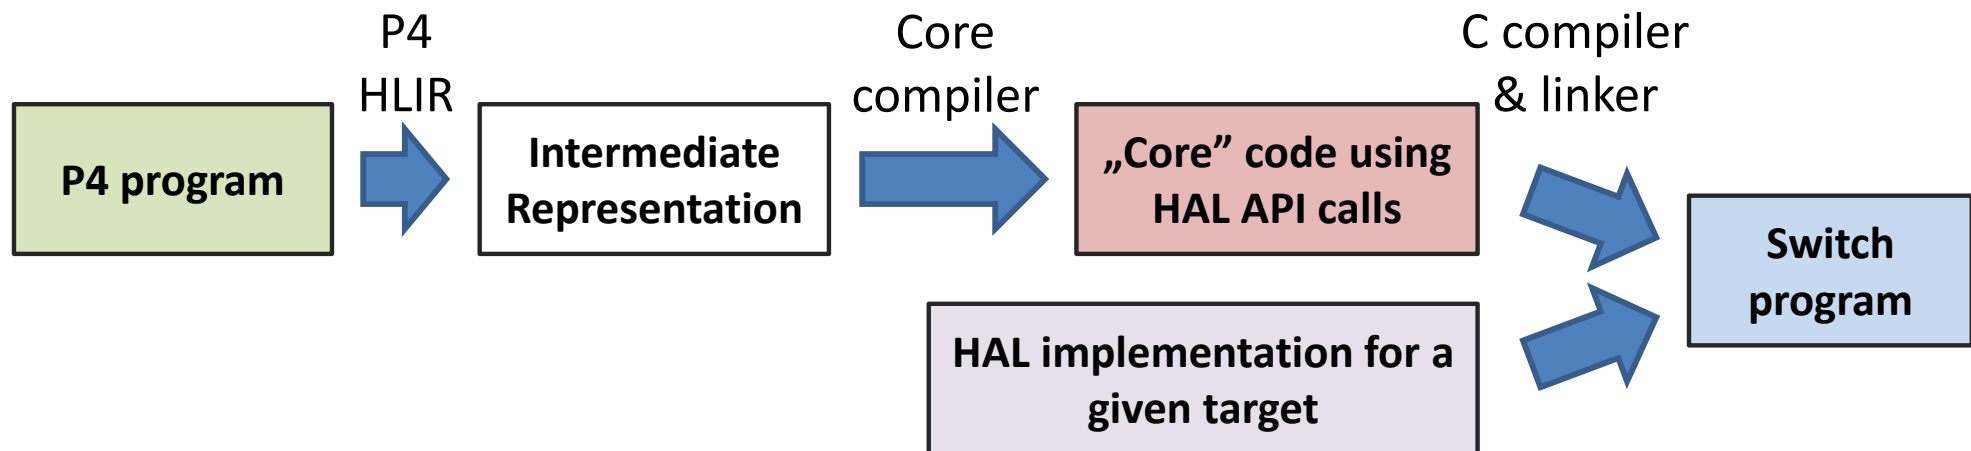 P4
HLIR
Core
compiler
C compiler
& linker
P4 program
Intermediate
Representation
„Core” code using
HAL API calls
Switch
program
HAL implementation for a
given target